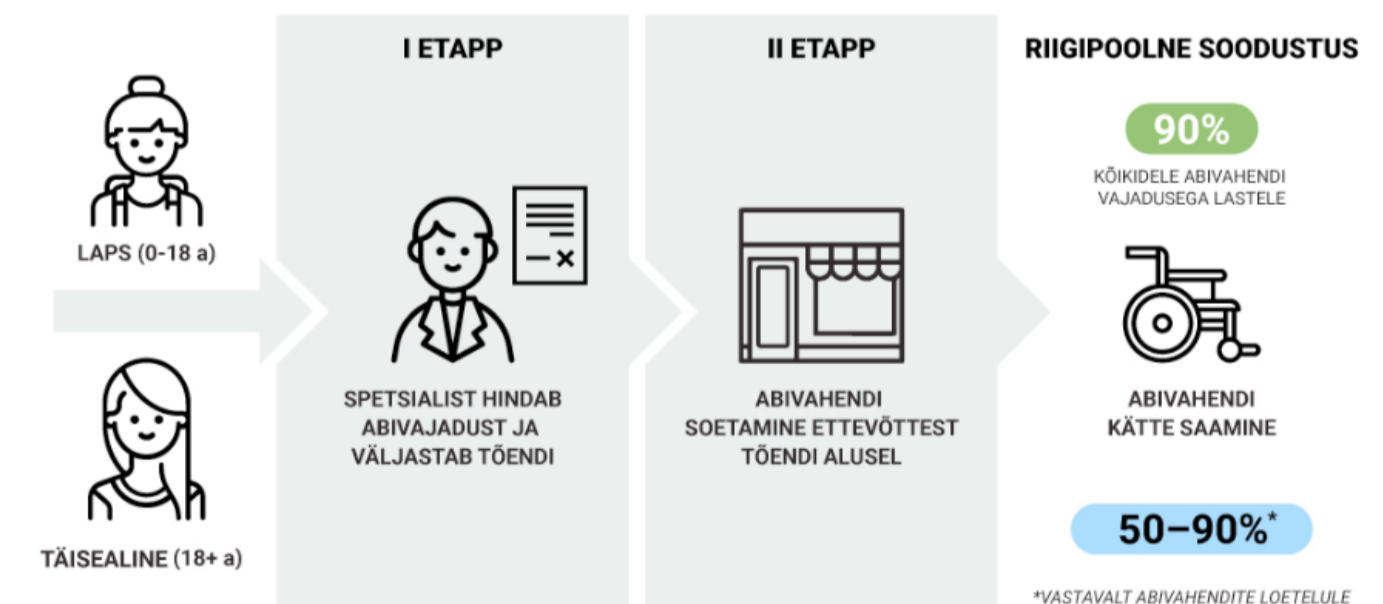 LAPS (0-18 a)
TÄISEALINE (18+ a)
I ETAPP
SPETSIALIST HINDAB
ABIVAJADUST JA
VÄLJASTAB TÕENDI
II ETAPP
ABIVAHENDI
SOETAMINE ETTEVÕTTEST
TÕENDI ALUSEL
RIIGIPOOLNE SOODUSTUS
90%
KÕIKIDELE ABIVAHENDI
VAJADUSEGA LASTELE
ABIVAHENDI
KÄTTE SAAMINE
50–90%*
*VASTAVALT ABIVAHENDITE LOETELULE